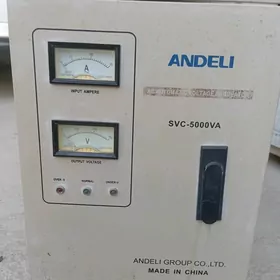 A
INPUT AMPERE
V
OUTPUT VOLTAGE
ANDELI
SVC-5000VA
ANDELI GROUP CO.,LTD.
MADE IN CHINA